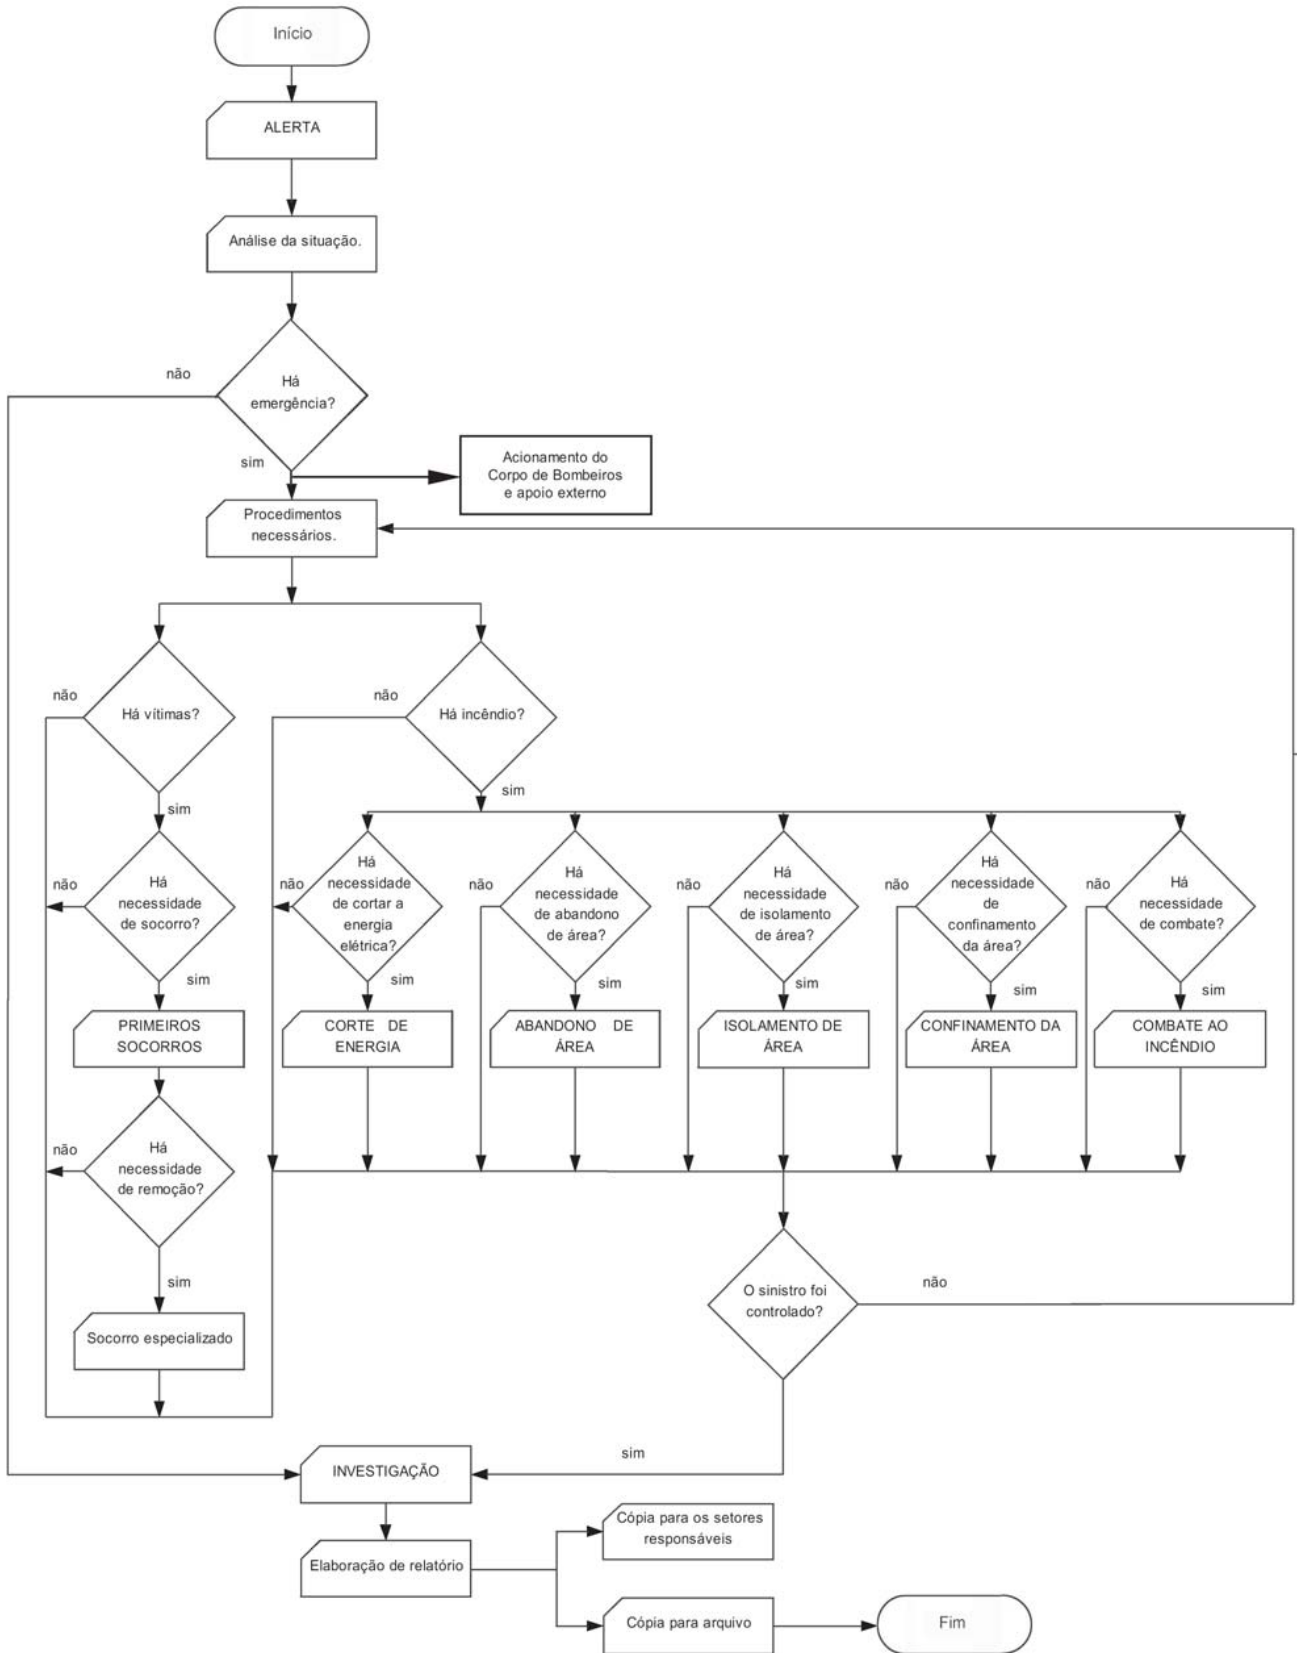 Início
ALERTA
Análise da situação.
não
Há
emergência?
sim
Acionamento do
Corpo de Bombeiros
e apoio externo
Procedimentos
necessários.
não
Há vítimas?
não
Há incêndio?
sim
sim
não
Há
necessidade
de socorro?
não
Há
necessidade
de cortar a
energia
elétrica?
não
Há
necessidade
de abandono
de área?
não
Há
necessidade
de isolamento
de área?
não
Há
necessidade
de
confinamento
da área?
não
Há
necessidade
de combate?
sim
sim
sim
sim
sim
sim
PRIMEIROS
SOCORROS
CORTE DE
ENERGIA
ABANDONO DE
ÁREA
ISOLAMENTO DE
ÁREA
CONFINAMENTO DA
ÁREA
COMBATE AO
INCÊNDIO
não
Há
necessidade
de remoção?
sim
O sinistro foi
controlado?
não
Socorro especializado
sim
INVESTIGAÇÃO
Elaboração de relatório
Cópia para os setores
responsáveis
Cópia para arquivo
Fim